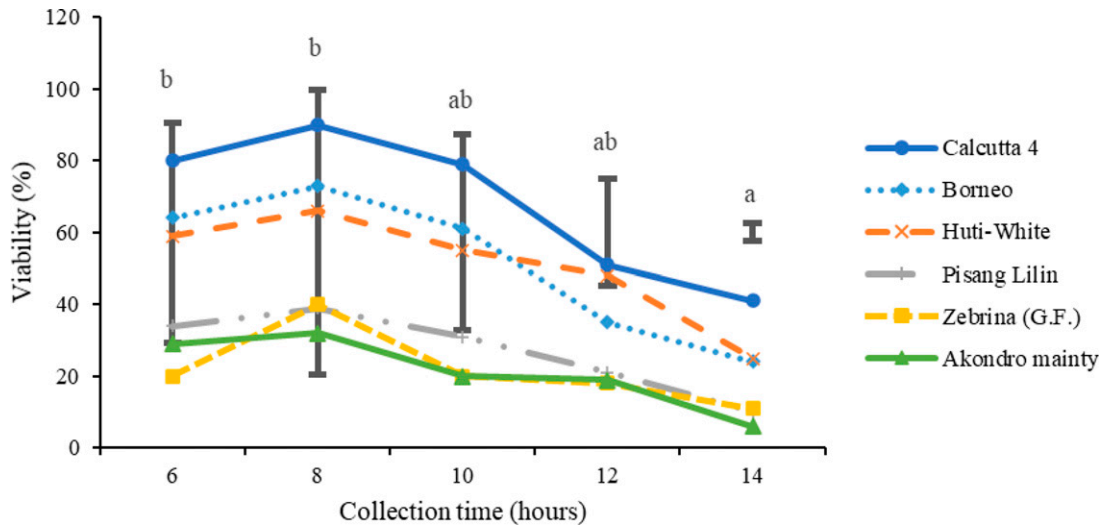 120
100
80
60
40
20
0
Viability (%)
b
b
ab
ab
a
6 8 10 12 14
Collection time (hours)
Calcutta 4
Borneo
Huti-White
Pisang Lilin
Zebrina (G.F.)
Akondro mainty